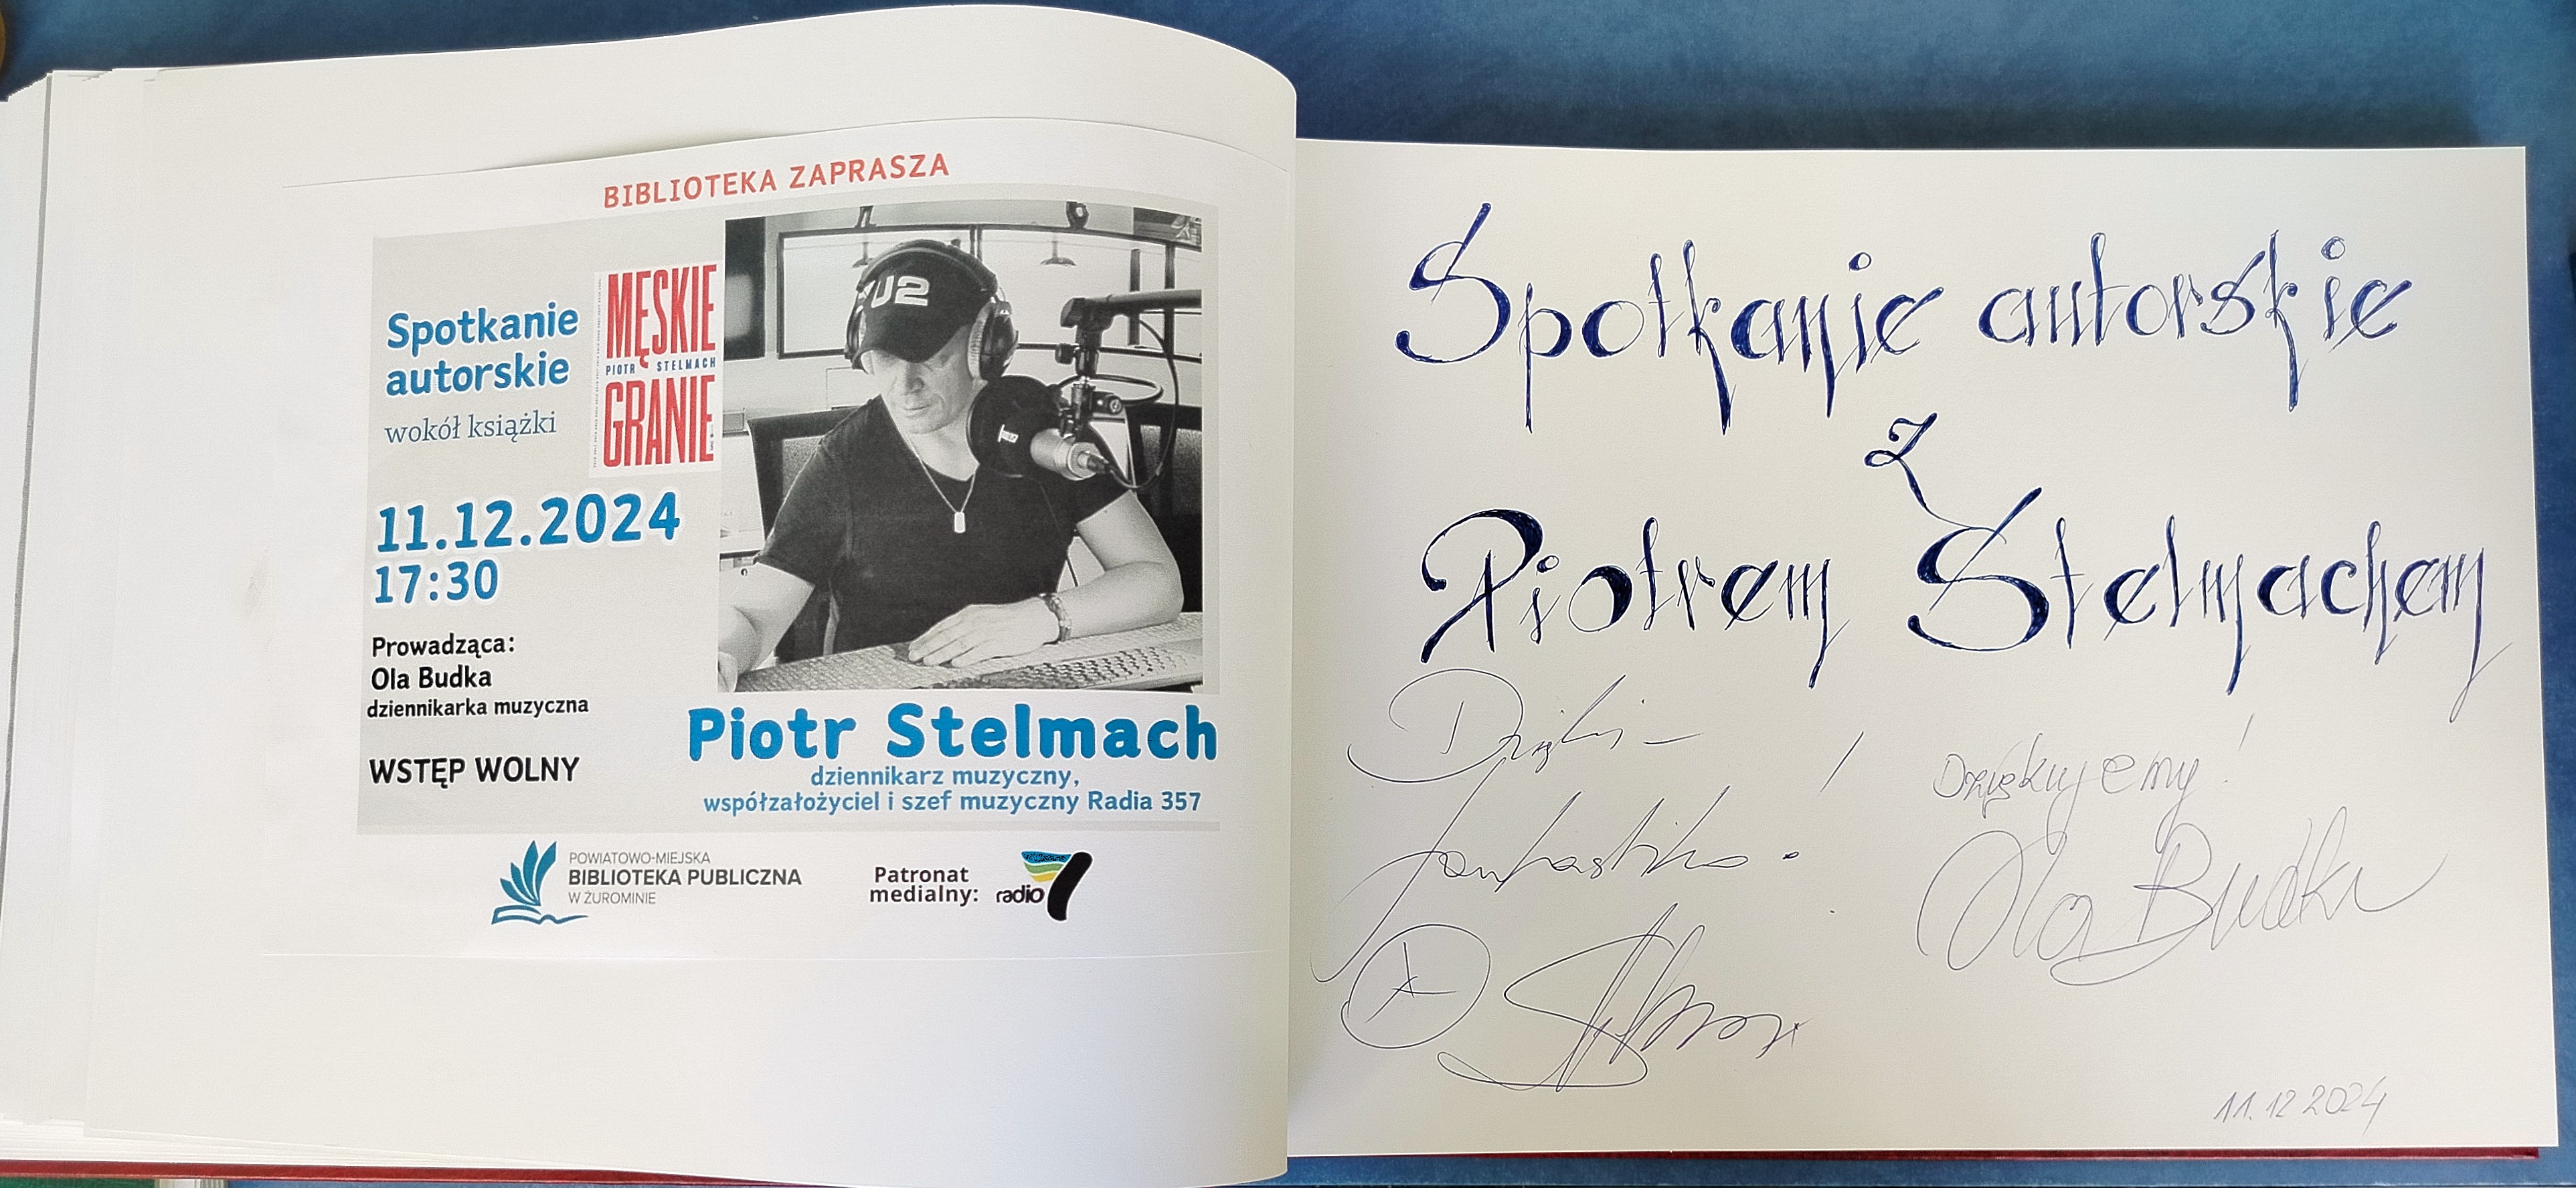 BIBLIOTEKA ZAPRASZA
Spotkanie
autorskie
wokół książki
MĘSKIE
PIOTR STELMACH
GRANIE
U2
11.12.2024
17:30
Prowadząca:
Ola Budka
dziennikarka muzyczna
WSTĘP WOLNY
Piotr Stelmach
dziennikarz muzyczny,
współzałożyciel i szef muzyczny Radia 357
POWIATOWO-MIEJSKA
BIBLIOTEKA PUBLICZNA
W ŻUROMINIE
Patronat
medialny:
radio 7
Spotkanie autorskie
z
Piotrem Stelmachem
Dzięki –
fantastiko!
Dziękujemy!
Ola Budka
11.12 2024